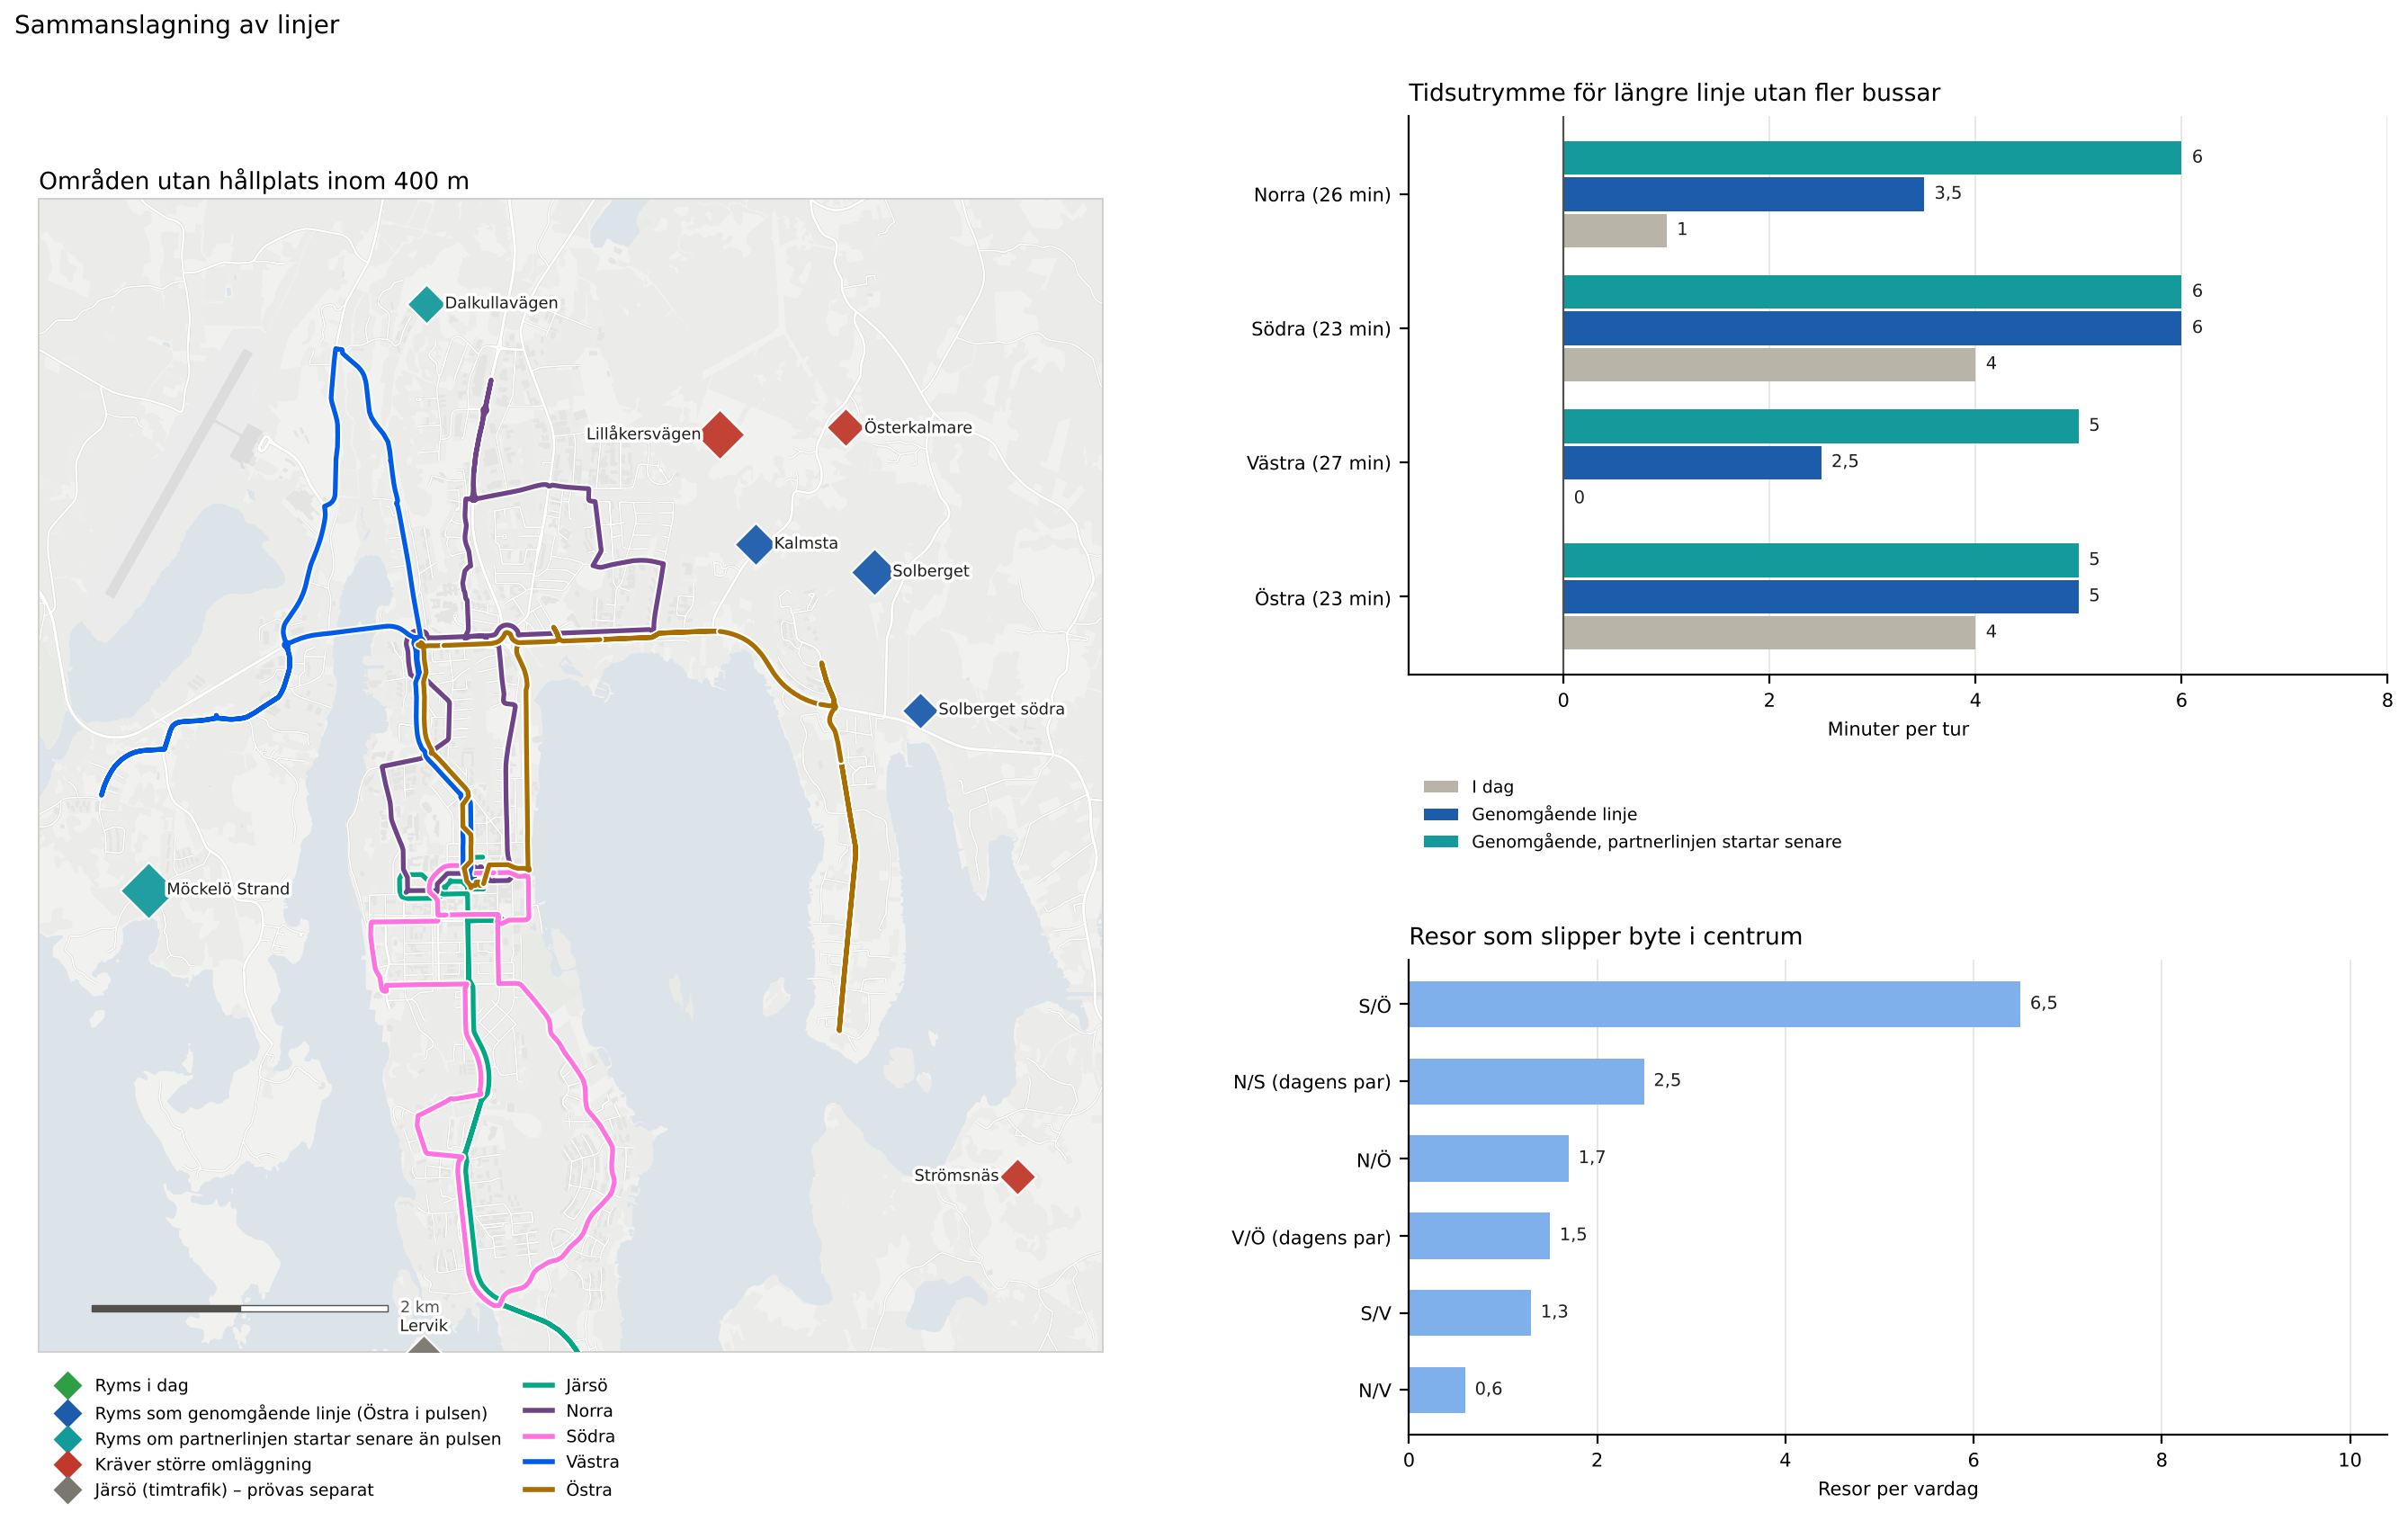 Sammanslagning av linjer
Områden utan hållplats inom 400 m
Dalkullavägen
Lillåkersvägen
Österkalmare
Kalmsta
Solberget
Solberget södra
Möckelö Strand
Strömsnäs
2 km
Lervik
Ryms i dag
Ryms som genomgående linje (Östra i pulsen)
Ryms om partnerlinjen startar senare än pulsen
Kräver större omläggning
Järsö (timtrafik) – prövas separat
Järsö
Norra
Södra
Västra
Östra
Tidsutrymme för längre linje utan fler bussar
Norra (26 min)
6
3,5
1
Södra (23 min)
6
6
4
Västra (27 min)
5
2,5
0
Östra (23 min)
5
5
4
0 2 4 6 8
Minuter per tur
I dag
Genomgående linje
Genomgående, partnerlinjen startar senare
Resor som slipper byte i centrum
S/Ö 6,5
N/S (dagens par) 2,5
N/Ö 1,7
V/Ö (dagens par) 1,5
S/V 1,3
N/V 0,6
0 2 4 6 8 10
Resor per vardag